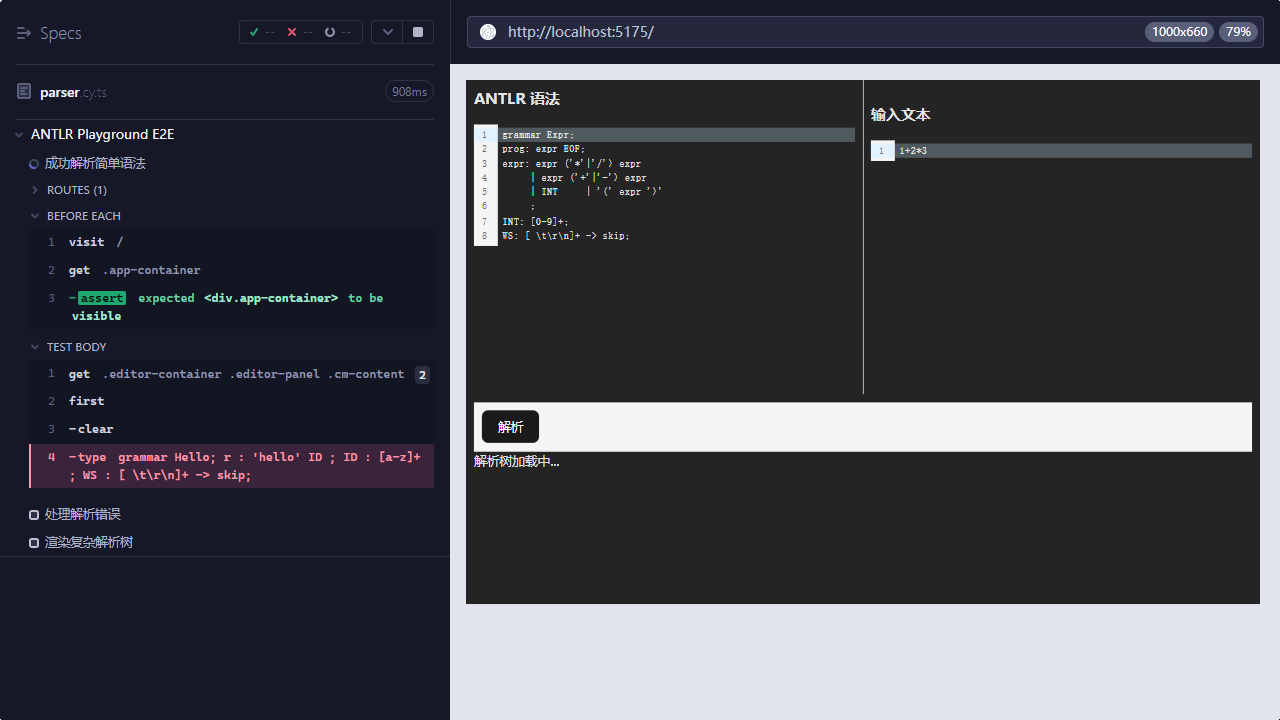 Specs
-- -- --
parser.cy.ts
908ms
ANTLR Playground E2E
成功解析简单语法
ROUTES (1)
BEFORE EACH
1 visit /
2 get .app-container
3 -assert expected <div.app-container> to be
visible
TEST BODY
1 get .editor-container .editor-panel .cm-content 2
2 first
3 -clear
4 -type grammar Hello; r : 'hello' ID ; ID : [a-z]+
; WS : [ \t\r\n]+ -> skip;
处理解析错误
渲染复杂解析树
http://localhost:5175/
1000x660
79%
ANTLR 语法
1 grammar Expr;
2 prog: expr EOF;
3 expr: expr ('*'|'/') expr
4 | expr ('+'|'-') expr
5 | INT | '(' expr ')'
6 ;
7 INT: [0-9]+;
8 WS: [ \t\r\n]+ -> skip;
输入文本
1 1+2*3
解析
解析树加载中...